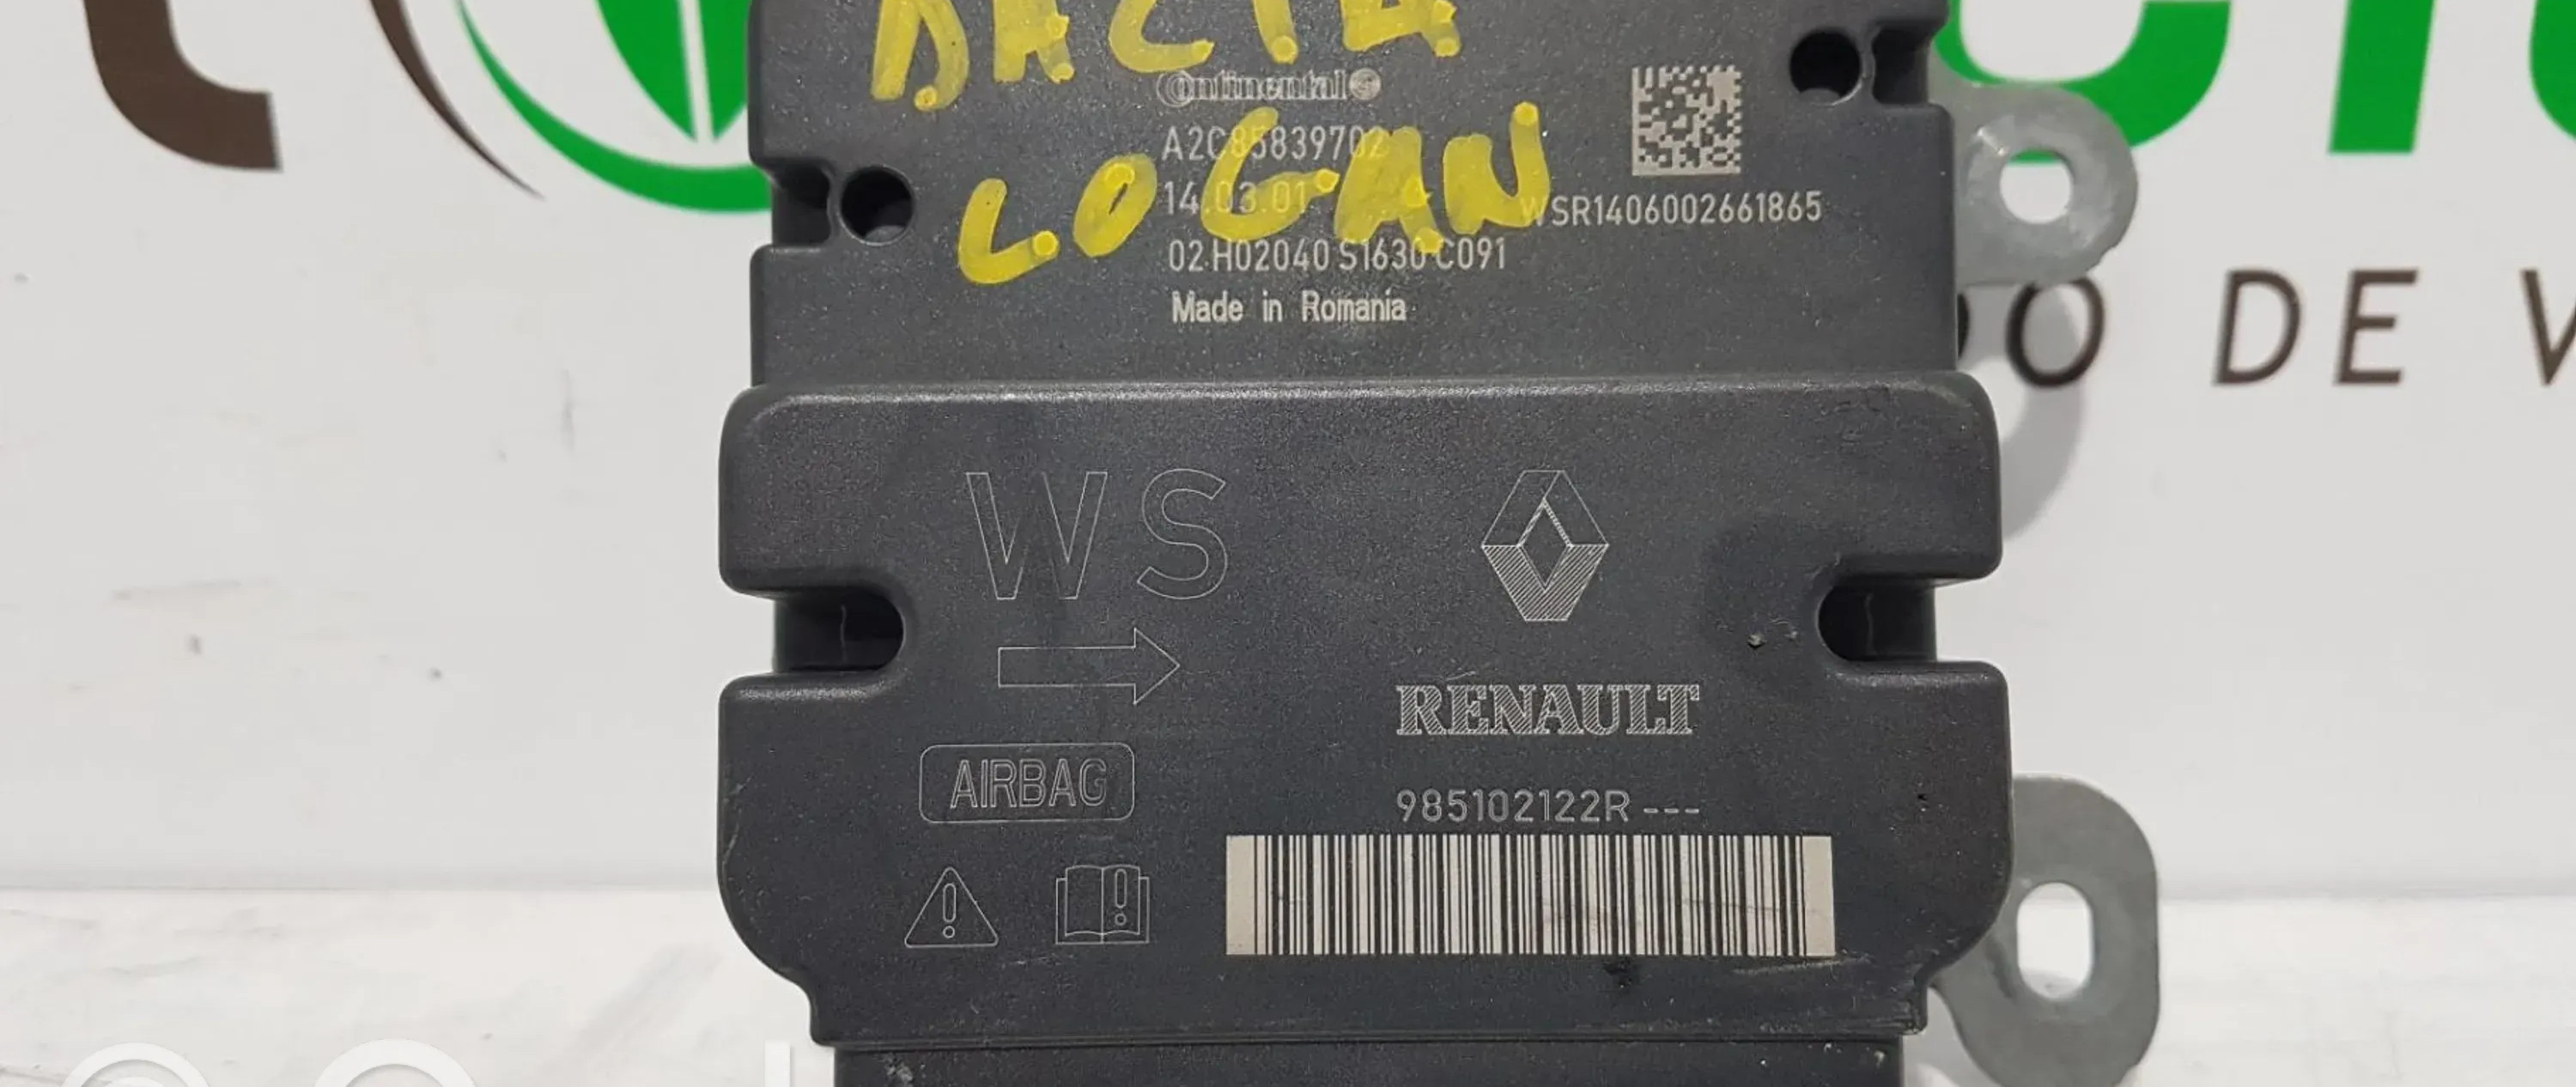 DACIA
Continental
A2C85839702
LOGAN
14.03.01
WSR1406002661865
02.H02040 S1630 C091
Made in Romania
O DE V
WS
RENAULT
AIRBAG
985102122R---